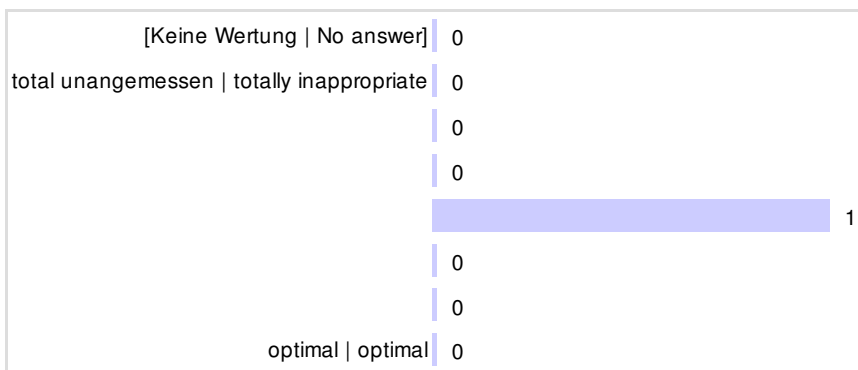 [Keine Wertung | No answer] 0
total unangemessen | totally inappropriate 0
0
0
1
0
0
optimal | optimal 0